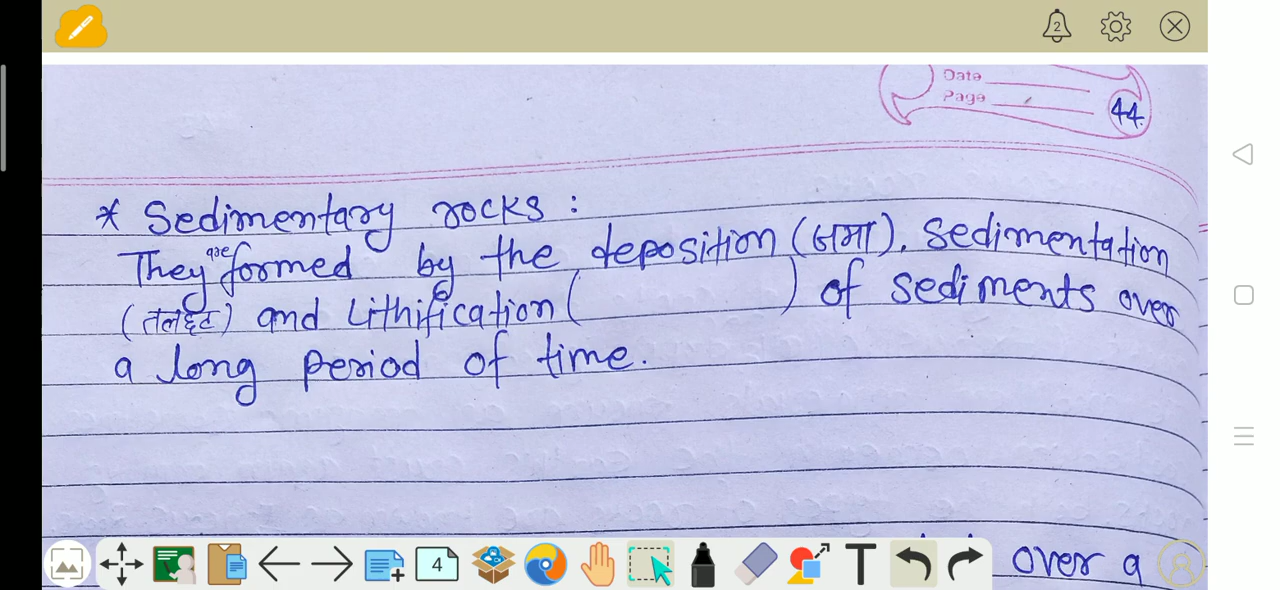 2
Date
Page
44
* Sedimentary rocks :
They are formed by the deposition (जमा), Sedimentation
(तलछट) and Lithification ( ) of sediments over
a long period of time.
4
T
over a